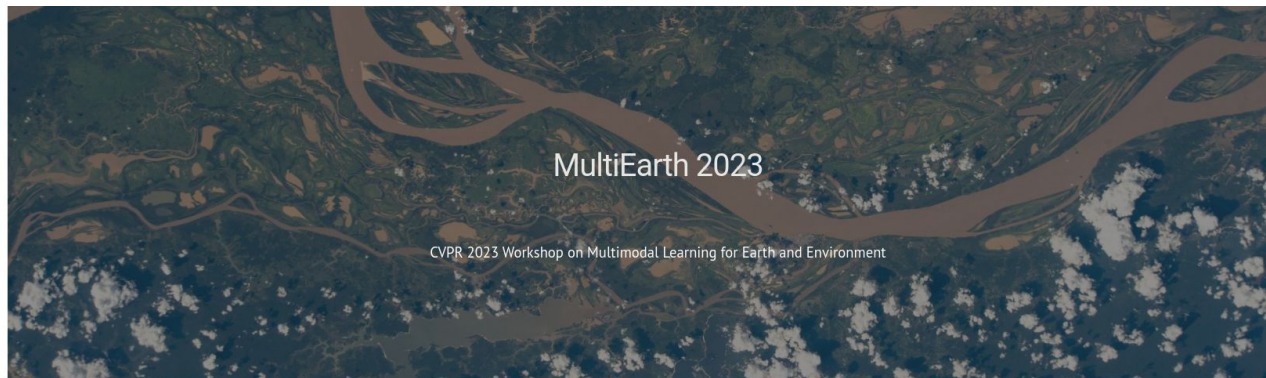 MultiEarth 2023
CVPR 2023 Workshop on Multimodal Learning for Earth and Environment